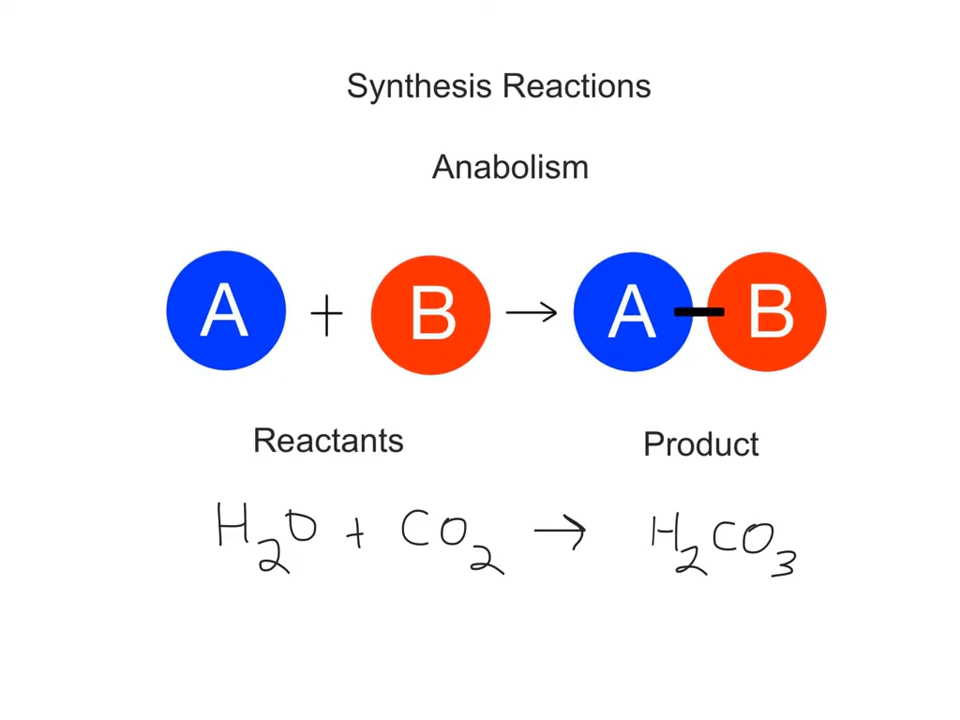 Synthesis Reactions
Anabolism
A + B → A B
Reactants Product
H₂O + CO₂ → H₂CO₃